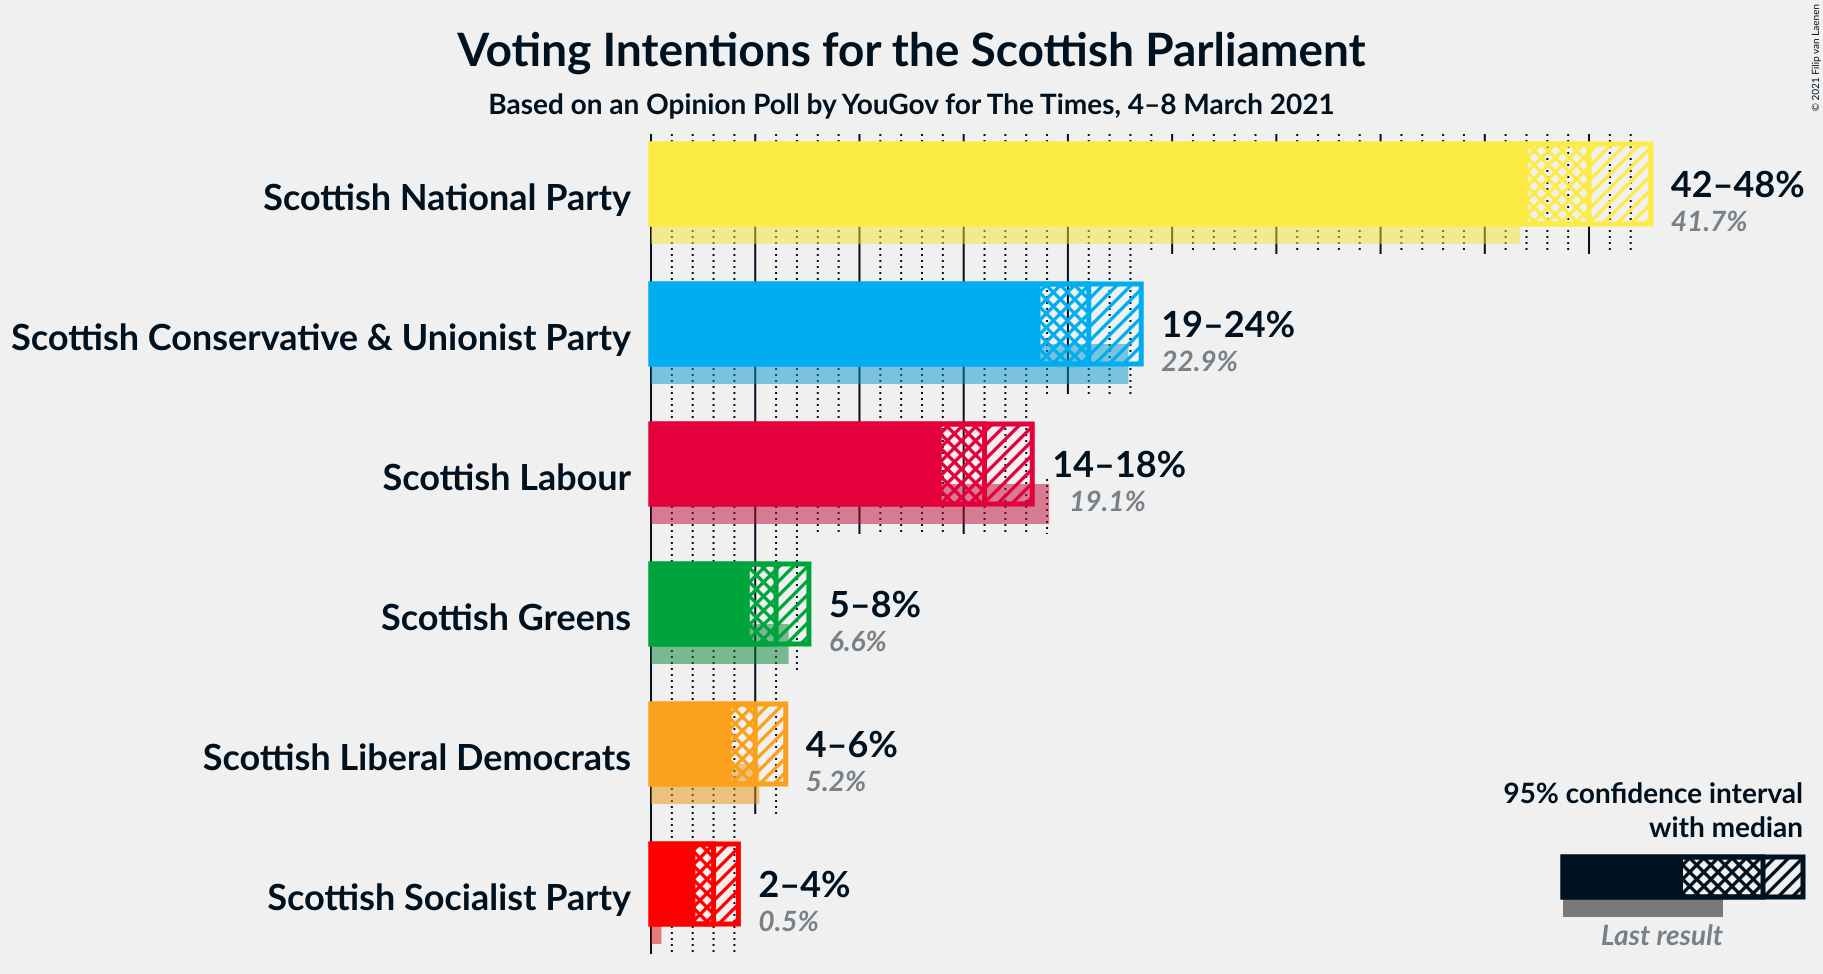 Voting Intentions for the Scottish Parliament
Based on an Opinion Poll by YouGov for The Times, 4–8 March 2021
© 2021 Filip van Laenen
Scottish National Party
42–48%
41.7%
Scottish Conservative & Unionist Party
19–24%
22.9%
Scottish Labour
14–18%
19.1%
Scottish Greens
5–8%
6.6%
Scottish Liberal Democrats
4–6%
5.2%
Scottish Socialist Party
2–4%
0.5%
95% confidence interval
with median
Last result